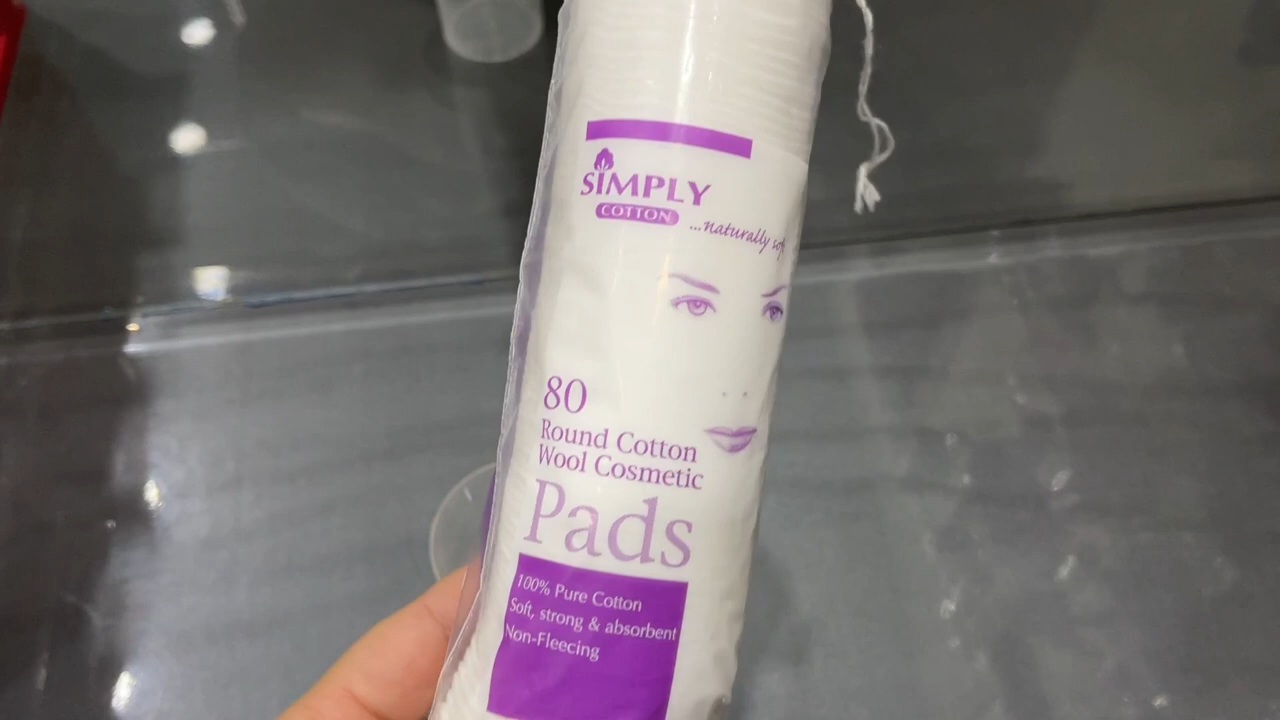 SIMPLY
COTTON
...naturally soft
80
Round Cotton
Wool Cosmetic
Pads
100% Pure Cotton
Soft, strong & absorbent
Non-Fleecing